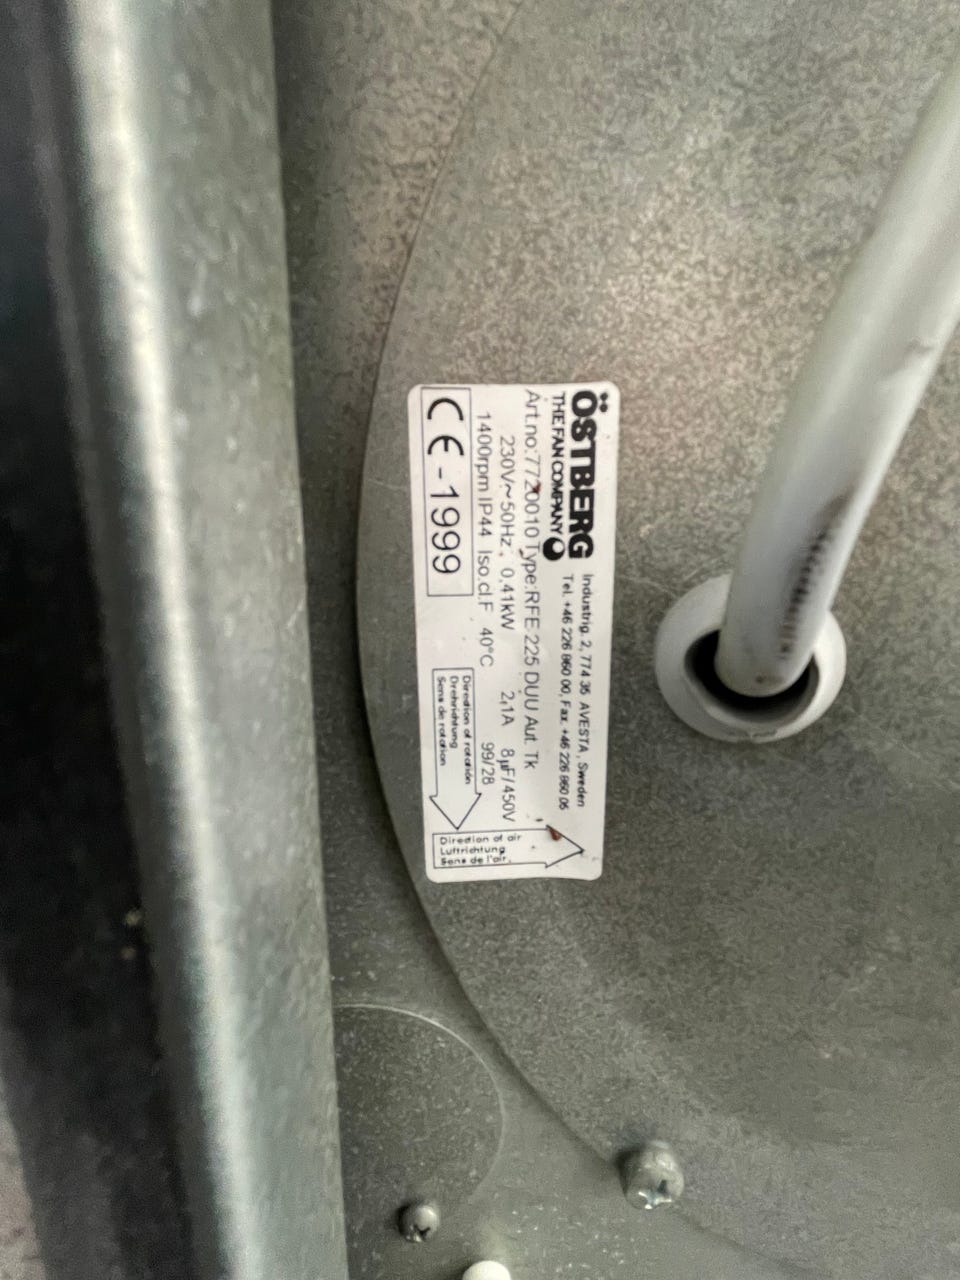 ÖSTBERG
THE FAN COMPANY
Industrig. 2, 774 35 AVESTA, Sweden
Tel. +46 226 860 00, Fax. +46 226 860 05
Art.no:7720010 Type:RFE 225 DUU Aut. Tk
230V~50Hz, 0,41kW 2,1A 8µF/450V
1400rpm IP44 Iso.cl.F 40°C 99/28
CE-1999
Direction of rotation
Drehrichtung
Sens de rotation
Direction of air
Luftrichtung
Sens de l'air.